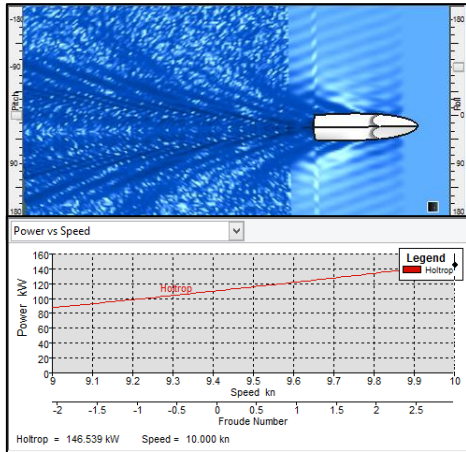 -180
-90
Pitch
0
90
180
-180
-90
Roll
0
90
180
Power vs Speed
Legend
Holtrop
Power kW
160
140
120
100
80
60
40
20
0
Holtrop
9 9.1 9.2 9.3 9.4 9.5 9.6 9.7 9.8 9.9 10
Speed kn
-2 -1.5 -1 -0.5 0 0.5 1 1.5 2 2.5
Froude Number
Holtrop = 146.539 kW Speed = 10.000 kn